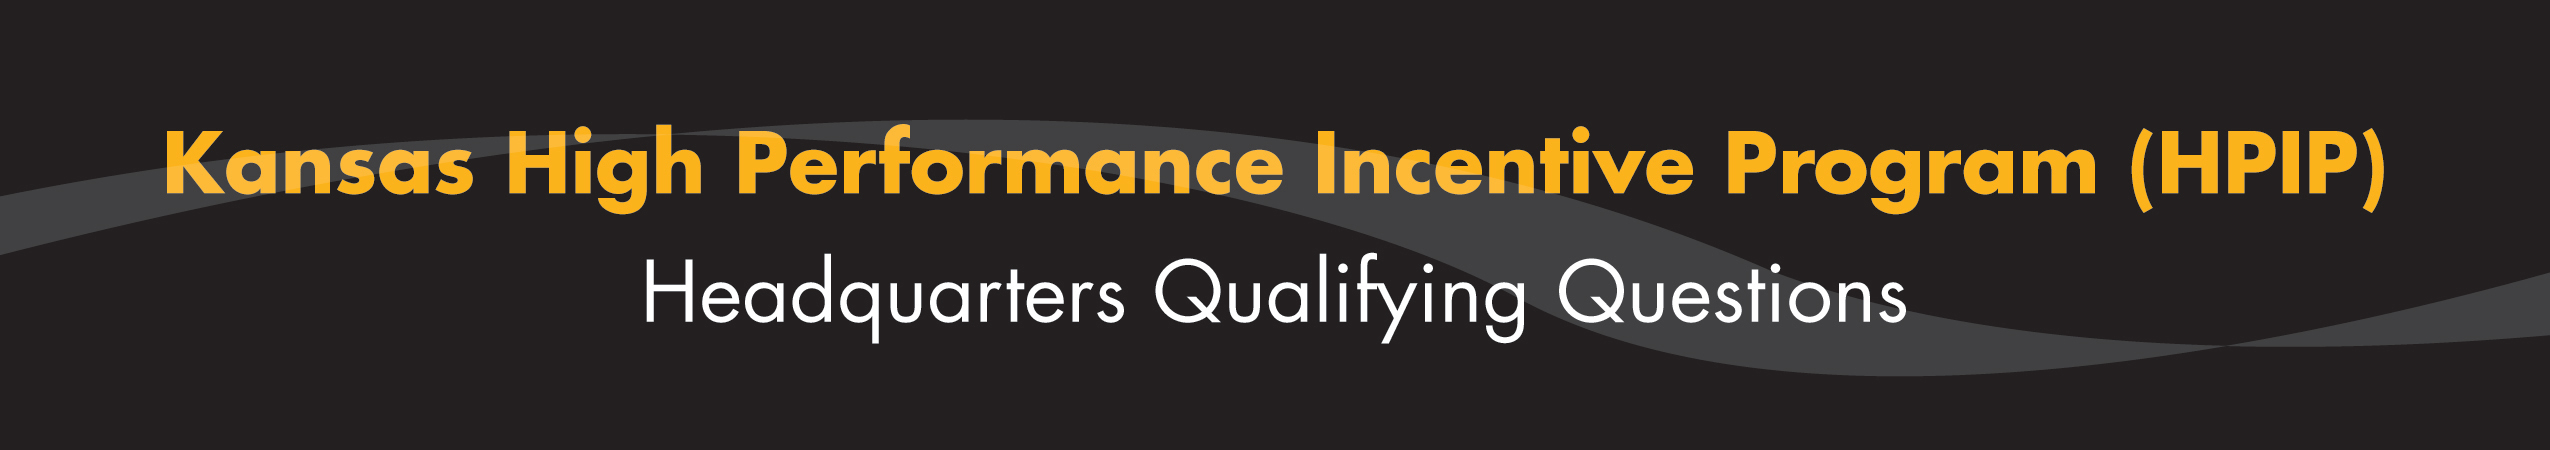 Kansas High Performance Incentive Program (HPIP)
Headquarters Qualifying Questions